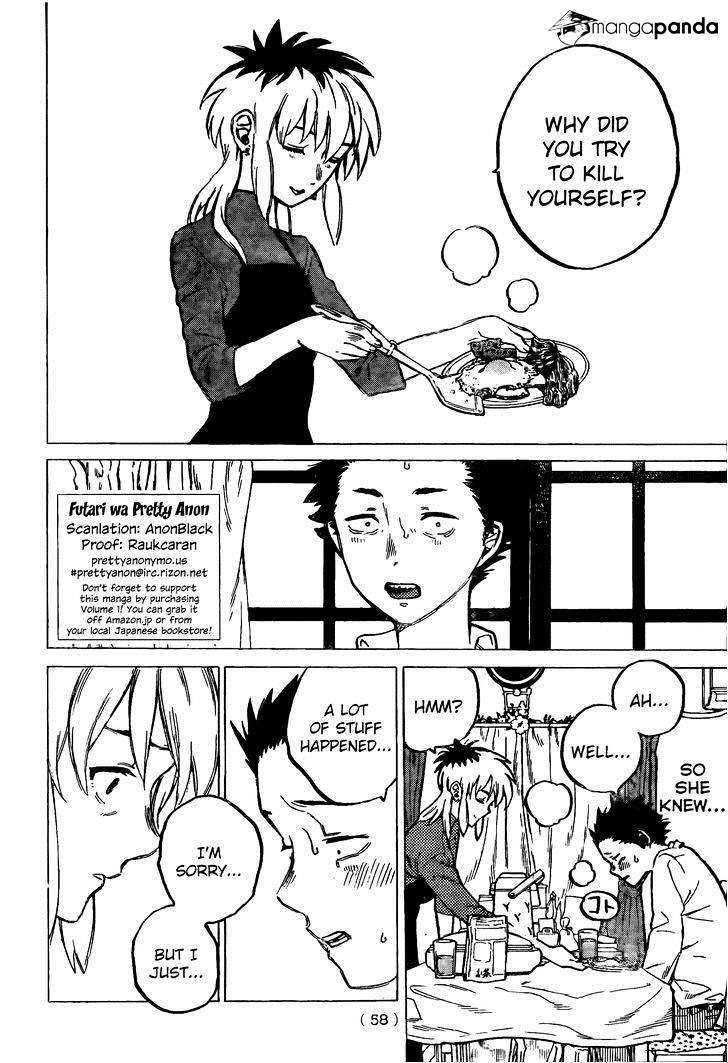 mangapanda
WHY DID
YOU TRY
TO KILL
YOURSELF?
Futari wa Pretty Anon
Scanlation: AnonBlack
Proof: Raukcaran
prettyanonymo.us
#prettyanon@irc.rizon.net
Don't forget to support
this manga by purchasing
Volume 1! You can grab it
off Amazon.jp or from
your local Japanese bookstore!
AH...
WELL...
SO
SHE
KNEW...
HMM?
コト
A LOT
OF STUFF
HAPPENED...
I'M
SORRY...
BUT I
JUST...
( 58 )